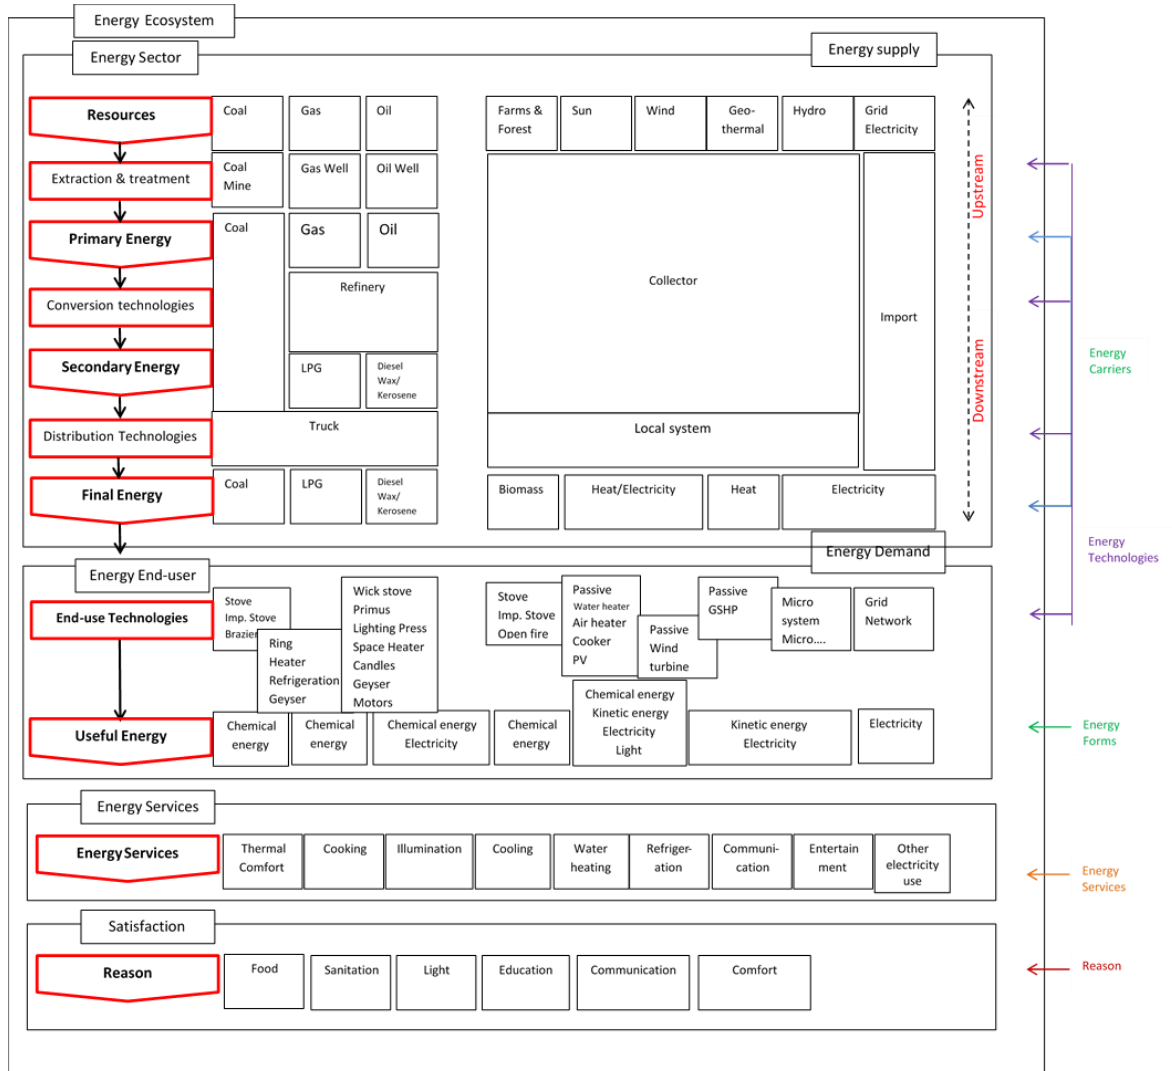 Energy Ecosystem
Energy Sector
Energy supply
Resources
Coal
Gas
Oil
Farms &
Forest
Sun
Wind
Geo-
thermal
Hydro
Grid
Electricity
Extraction & treatment
Coal
Mine
Gas Well
Oil Well
Primary Energy
Coal
Gas
Oil
Collector
Import
Upstream
Conversion technologies
Refinery
Secondary Energy
LPG
Diesel
Wax/
Kerosene
Downstream
Energy
Carriers
Distribution Technologies
Truck
Local system
Final Energy
Coal
LPG
Diesel
Wax/
Kerosene
Biomass
Heat/Electricity
Heat
Electricity
Energy Demand
Energy
Technologies
Energy End-user
End-use Technologies
Stove
Imp. Stove
Brazier
Ring
Heater
Refrigeration
Geyser
Wick stove
Primus
Lighting Press
Space Heater
Candles
Geyser
Motors
Stove
Imp. Stove
Open fire
Passive
Water heater
Air heater
Cooker
PV
Passive
Wind
turbine
Passive
GSHP
Micro
system
Micro....
Grid
Network
Useful Energy
Chemical
energy
Chemical
energy
Chemical energy
Electricity
Chemical
energy
Chemical energy
Kinetic energy
Electricity
Light
Kinetic energy
Electricity
Electricity
Energy
Forms
Energy Services
Energy Services
Thermal
Comfort
Cooking
Illumination
Cooling
Water
heating
Refriger-
ation
Communi-
cation
Entertain
ment
Other
electricity
use
Energy
Services
Satisfaction
Reason
Food
Sanitation
Light
Education
Communication
Comfort
Reason